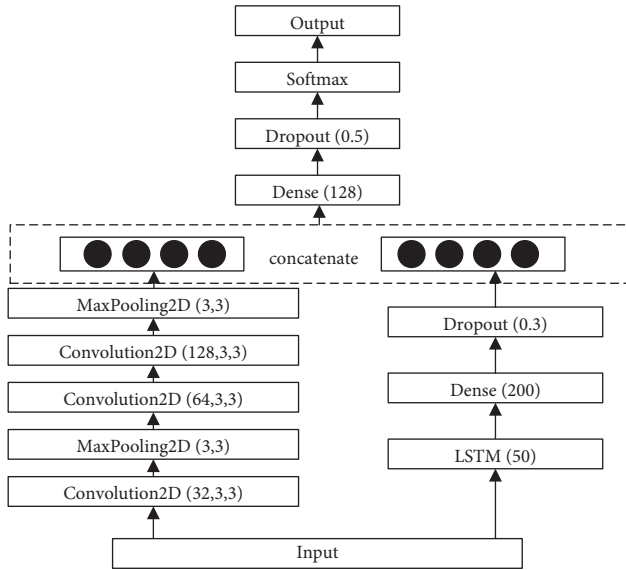 Output
Softmax
Dropout (0.5)
Dense (128)
concatenate
MaxPooling2D (3,3)
Convolution2D (128,3,3)
Convolution2D (64,3,3)
MaxPooling2D (3,3)
Convolution2D (32,3,3)
Dropout (0.3)
Dense (200)
LSTM (50)
Input